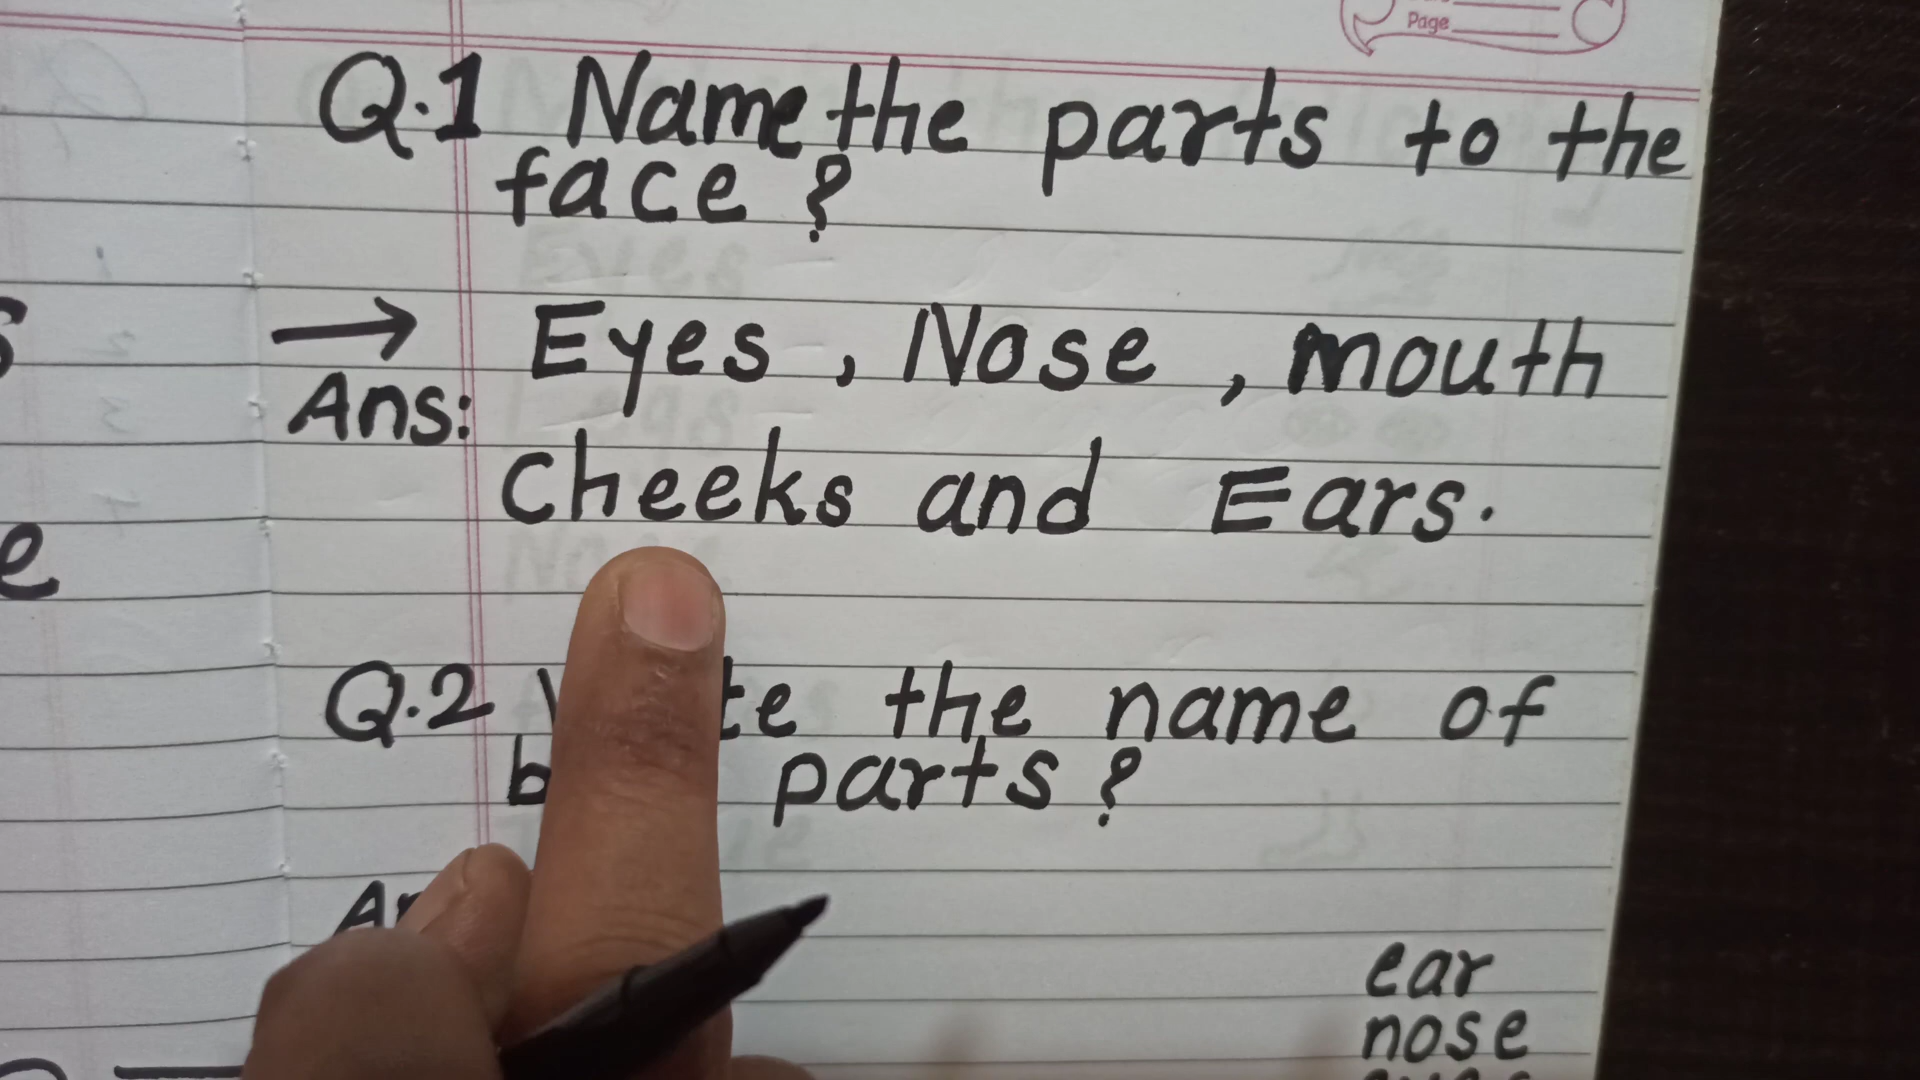 Page
Q.1 Name the parts to the
face?
→ Eyes, Nose, mouth
Ans:
Cheeks and Ears.
Q.2 the name of
parts?
ear
nose